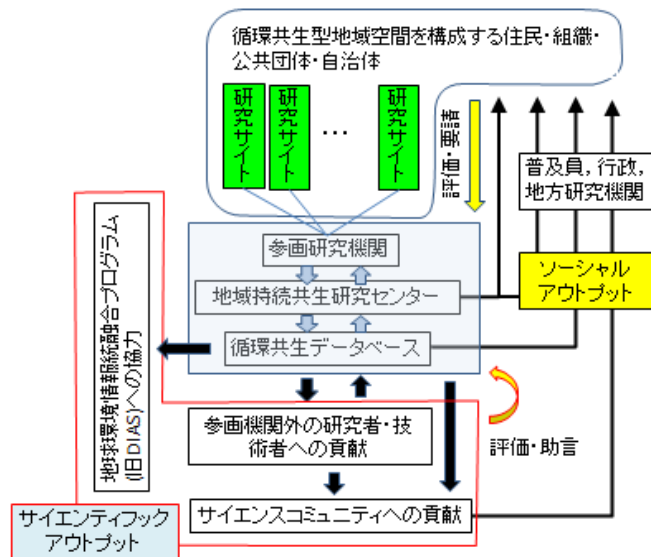 循環共生型地域空間を構成する住民・組織・
公共団体・自治体
研究サイト
研究サイト
…
研究サイト
評価・要請
普及員，行政，
地方研究機関
参画研究機関
ソーシャル
アウトプット
地域持続共生研究センター
循環共生データベース
地球環境情報統融合プログラム
(旧DIAS)への協力
参画機関外の研究者・技
術者への貢献
評価・助言
サイエンスコミュニティへの貢献
サイエンティフック
アウトプット